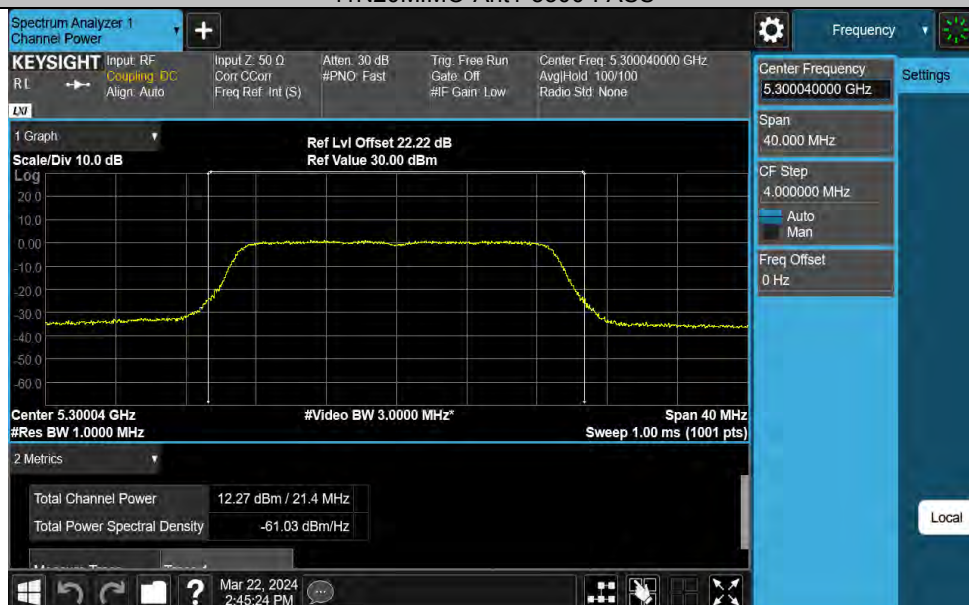 Spectrum Analyzer 1
Channel Power
+
Frequency
KEYSIGHT
Input: RF
Coupling: DC
Align: Auto
Input Z: 50 Ω
Corr CCorr
Freq Ref: Int (S)
Atten: 30 dB
#PNO: Fast
Trig: Free Run
Gate: Off
#IF Gain: Low
Center Freq: 5.300040000 GHz
Avg|Hold: 100/100
Radio Std: None
LXI
Center Frequency
5.300040000 GHz
Settings
Span
40.000 MHz
CF Step
4.000000 MHz
Auto
Man
Freq Offset
0 Hz
1 Graph
Scale/Div 10.0 dB
Ref Lvl Offset 22.22 dB
Ref Value 30.00 dBm
Log
20.0
10.0
0.00
-10.0
-20.0
-30.0
-40.0
-50.0
-60.0
Center 5.30004 GHz
#Video BW 3.0000 MHz*
Span 40 MHz
#Res BW 1.0000 MHz
Sweep 1.00 ms (1001 pts)
2 Metrics
Total Channel Power 12.27 dBm / 21.4 MHz
Total Power Spectral Density -61.03 dBm/Hz
Local
?
Mar 22, 2024
2:45:24 PM